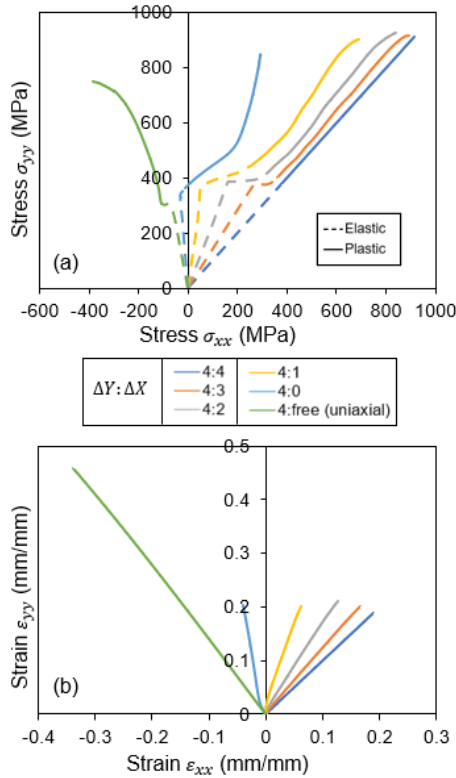 1000
800
600
400
200
0
Stress σyy (MPa)
Elastic
Plastic
(a)
-600 -400 -200 0 200 400 600 800 1000
Stress σxx (MPa)
ΔY:ΔX
4:4 4:1
4:3 4:0
4:2 4:free (uniaxial)
0.5
0.4
0.3
0.2
0.1
0
Strain εyy (mm/mm)
(b)
-0.4 -0.3 -0.2 -0.1 0 0.1 0.2 0.3
Strain εxx (mm/mm)